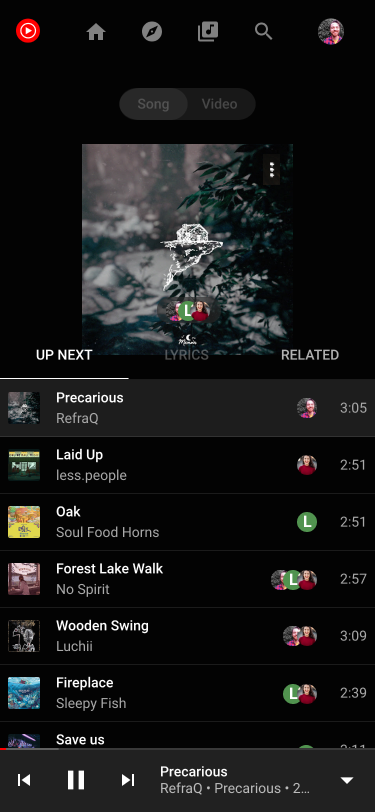 Song Video
L
UP NEXT LYRICS RELATED
Precarious
RefraQ
3:05
Laid Up
less.people
2:51
Oak
Soul Food Horns
L
2:51
Forest Lake Walk
No Spirit
L
2:57
Wooden Swing
Luchii
3:09
Fireplace
Sleepy Fish
L
2:39
Save us
Precarious
RefraQ • Precarious • 2...